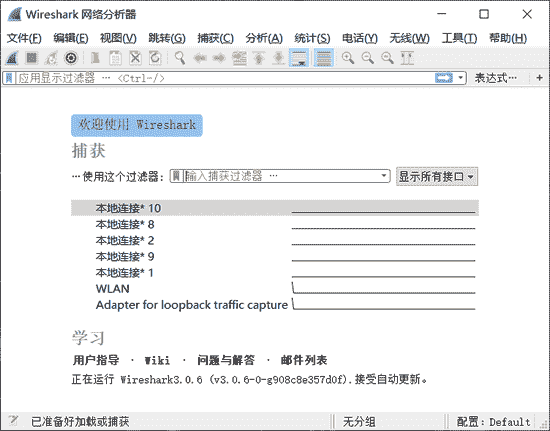 Wireshark 网络分析器
文件(F) 编辑(E) 视图(V) 跳转(G) 捕获(C) 分析(A) 统计(S) 电话(Y) 无线(W) 工具(T) 帮助(H)
应用显示过滤器 … <Ctrl-/> 表达式… +
欢迎使用 Wireshark
捕获
…使用这个过滤器: 输入捕获过滤器 … 显示所有接口
本地连接* 10
本地连接* 8
本地连接* 2
本地连接* 9
本地连接* 1
WLAN
Adapter for loopback traffic capture
学习
用户指导 · Wiki · 问题与解答 · 邮件列表
正在运行 Wireshark3.0.6 (v3.0.6-0-g908c8e357d0f).接受自动更新。
已准备好加载或捕获 无分组 配置: Default